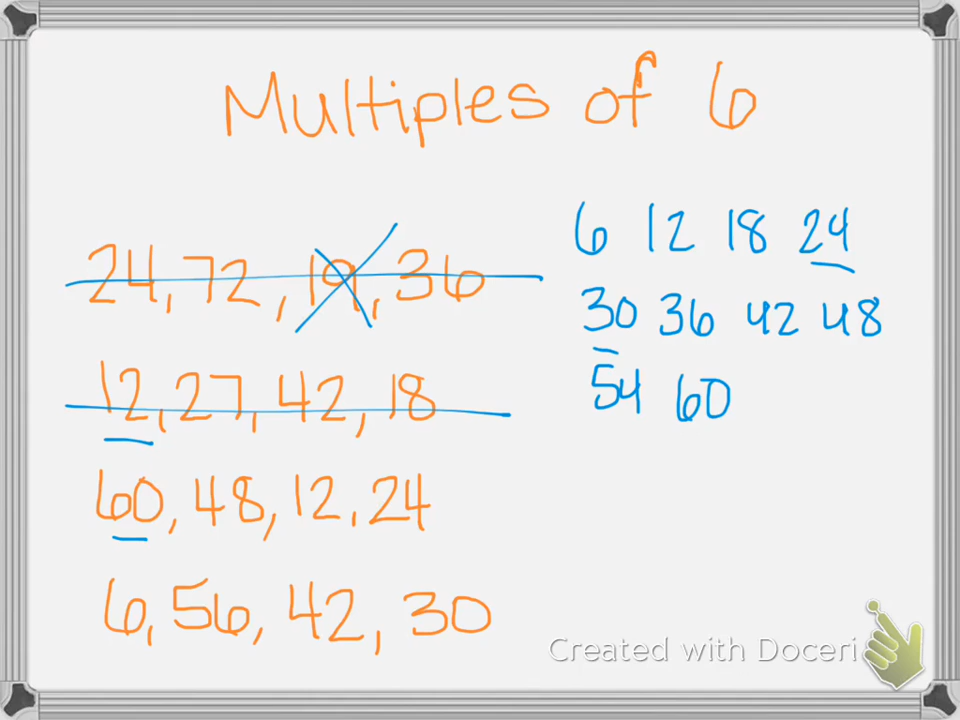 Multiples of 6
24, 72, 19, 36
12, 27, 42, 18
60, 48, 12, 24
6, 56, 42, 30
6 12 18 24
30 36 42 48
54 60
Created with Doceri